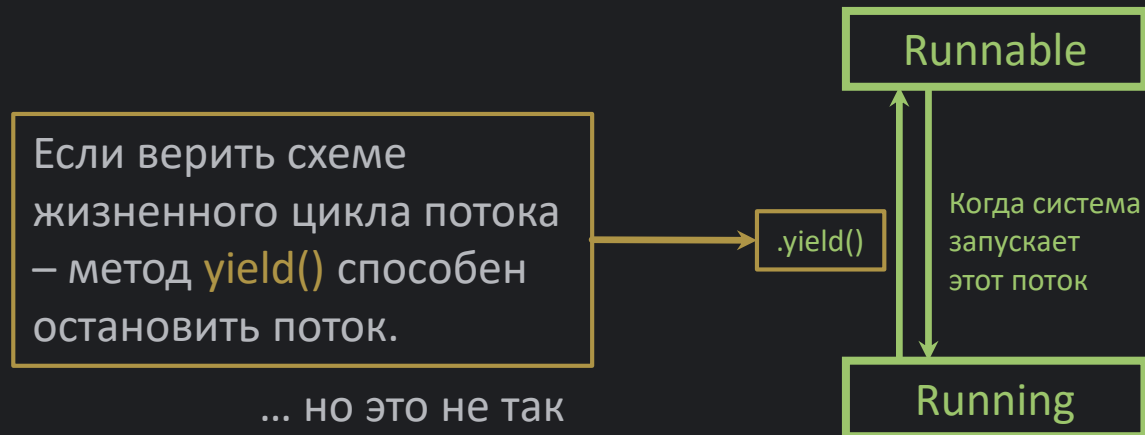 Runnable
Если верить схеме
жизненного цикла потока
– метод yield() способен
остановить поток.
.yield()
Когда система
запускает
этот поток
... но это не так
Running